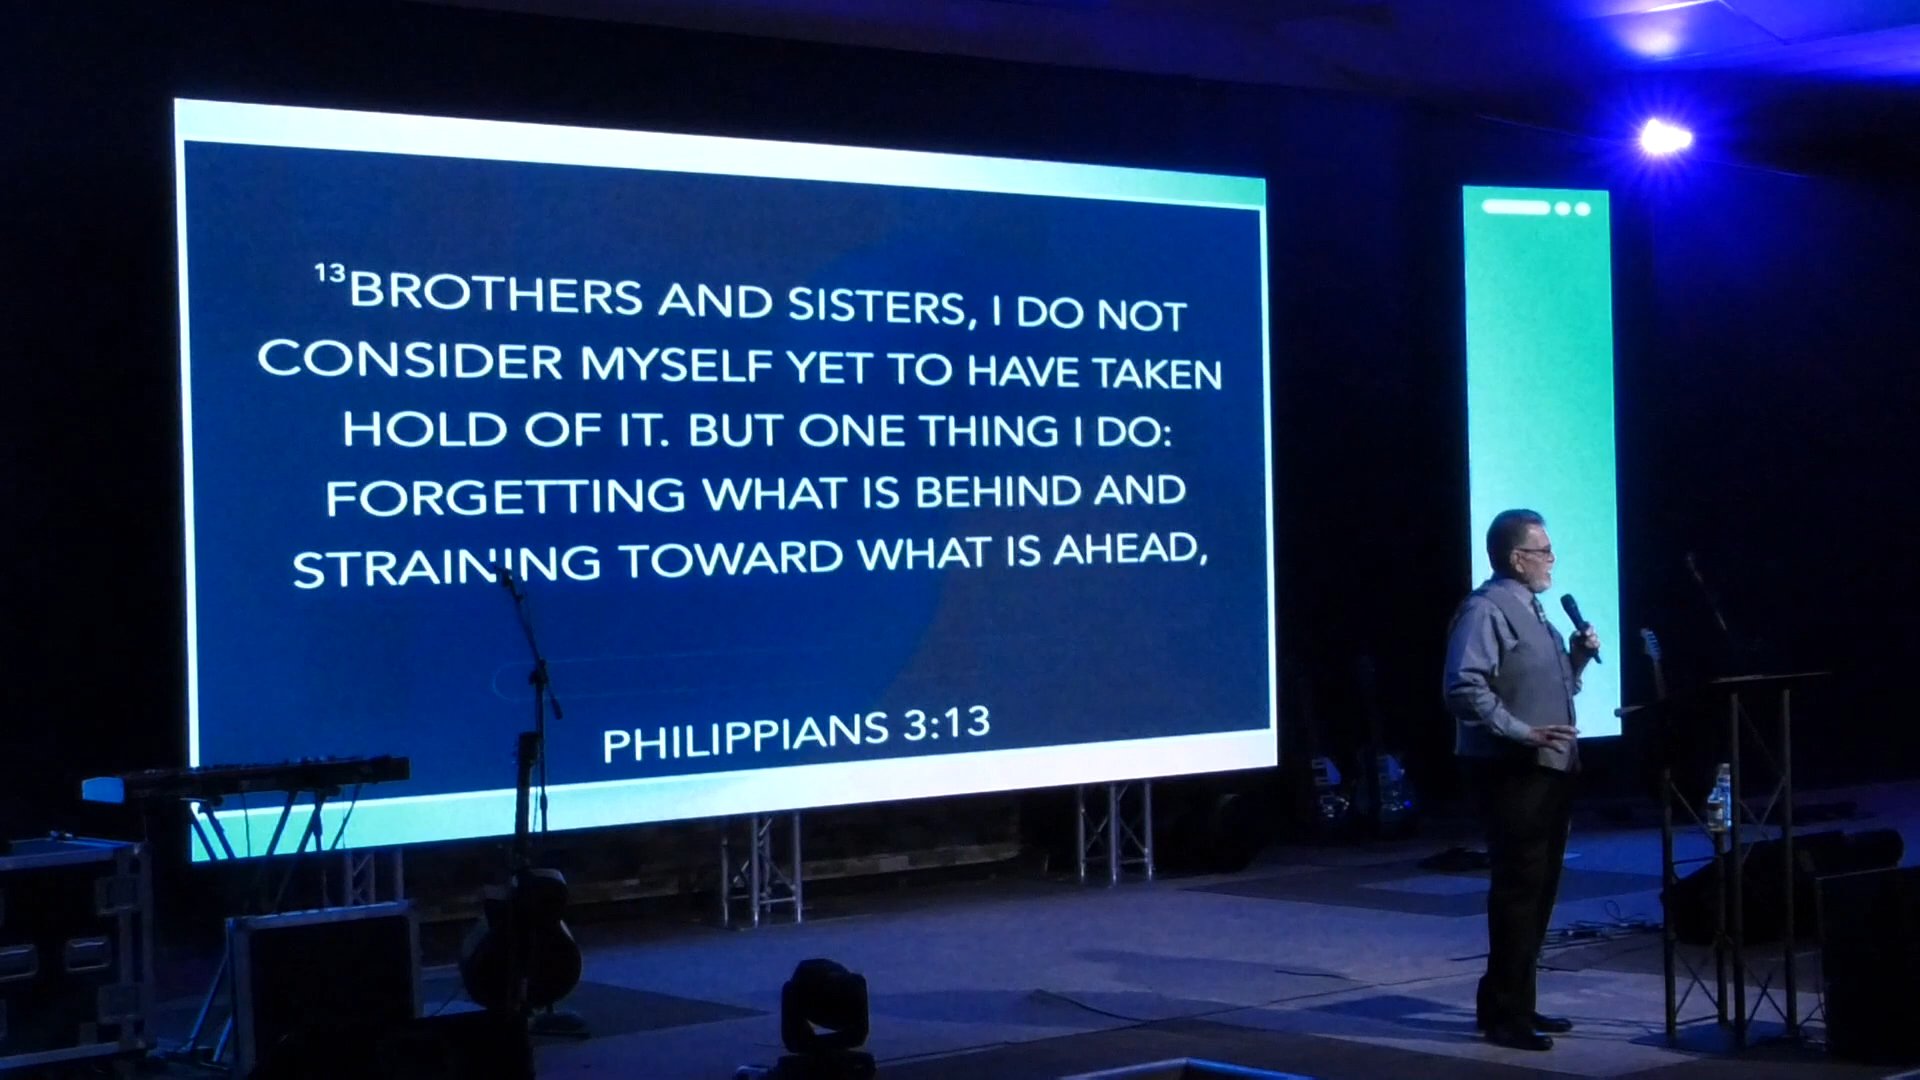 ¹³BROTHERS AND SISTERS, I DO NOT
CONSIDER MYSELF YET TO HAVE TAKEN
HOLD OF IT. BUT ONE THING I DO:
FORGETTING WHAT IS BEHIND AND
STRAINING TOWARD WHAT IS AHEAD,
PHILIPPIANS 3:13